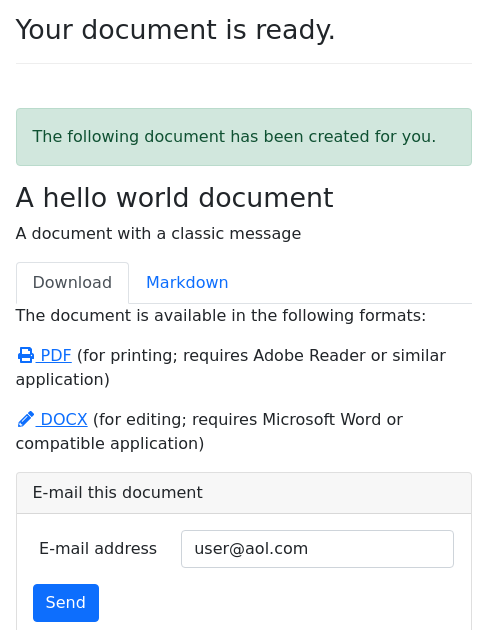 Your document is ready.
The following document has been created for you.
A hello world document
A document with a classic message
Download Markdown
The document is available in the following formats:
PDF (for printing; requires Adobe Reader or similar
application)
DOCX (for editing; requires Microsoft Word or
compatible application)
E-mail this document
E-mail address user@aol.com
Send